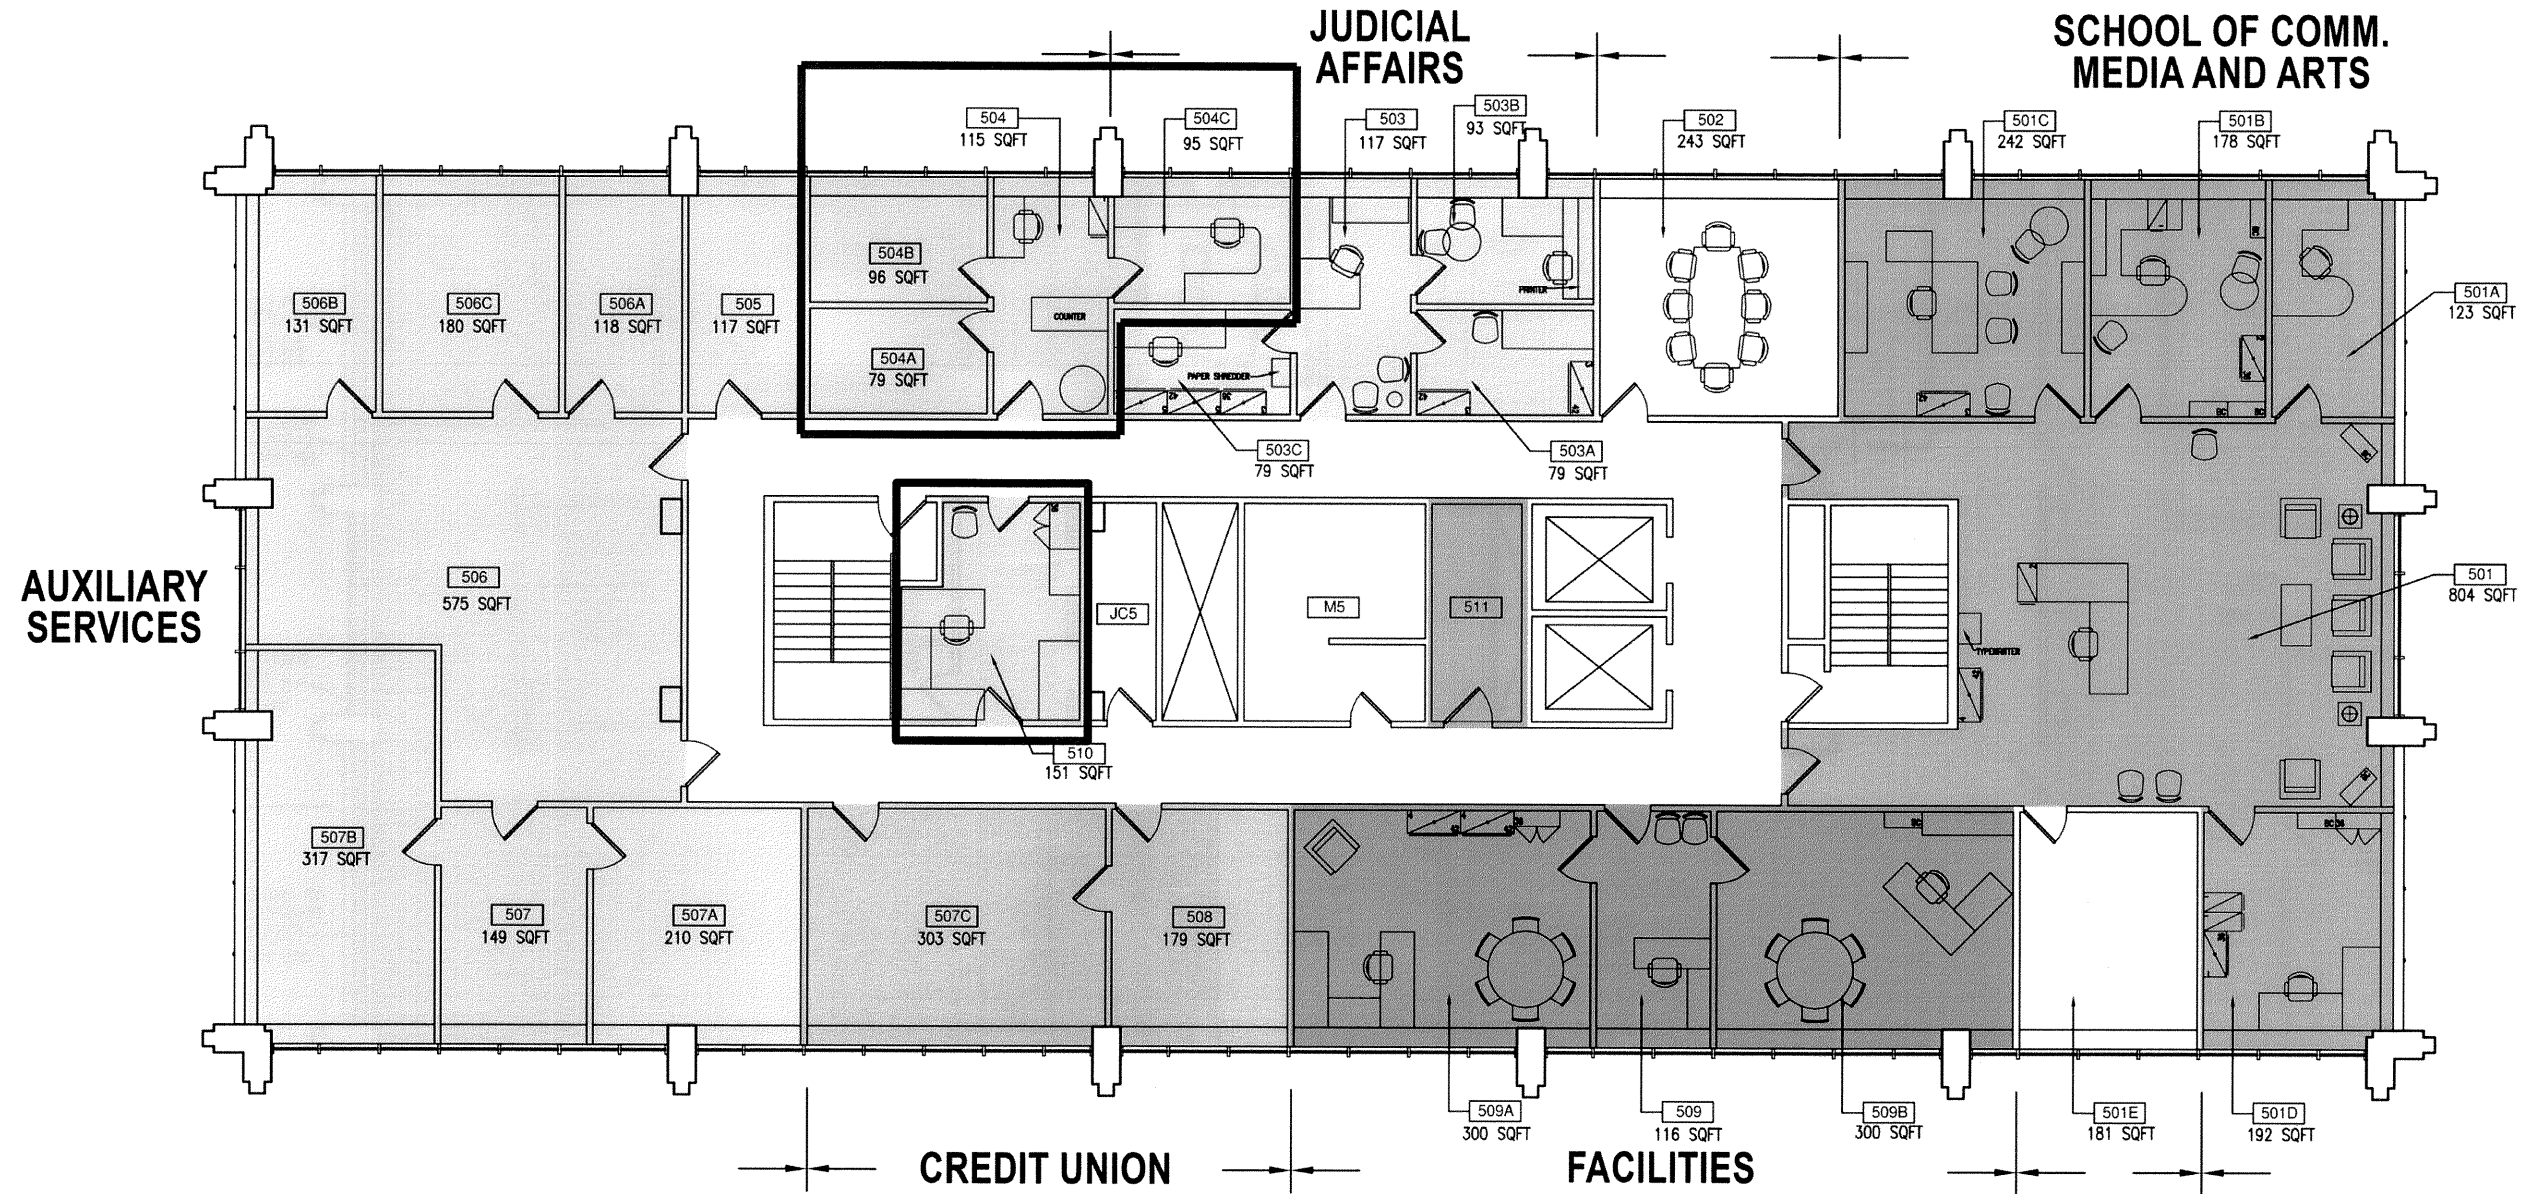 JUDICIAL
AFFAIRS
SCHOOL OF COMM.
MEDIA AND ARTS
504
115 SQFT
504C
95 SQFT
503
117 SQFT
503B
93 SQFT
502
243 SQFT
501C
242 SQFT
501B
178 SQFT
506B
131 SQFT
506C
180 SQFT
506A
118 SQFT
505
117 SQFT
504B
96 SQFT
504A
79 SQFT
COUNTER
PAPER SHREDDER
PRINTER
501A
123 SQFT
503C
79 SQFT
503A
79 SQFT
AUXILIARY
SERVICES
506
575 SQFT
JC5
M5
511
501
804 SQFT
TYPEWRITER
510
151 SQFT
507B
317 SQFT
507
149 SQFT
507A
210 SQFT
507C
303 SQFT
508
179 SQFT
509A
300 SQFT
509
116 SQFT
509B
300 SQFT
501E
181 SQFT
501D
192 SQFT
CREDIT UNION
FACILITIES